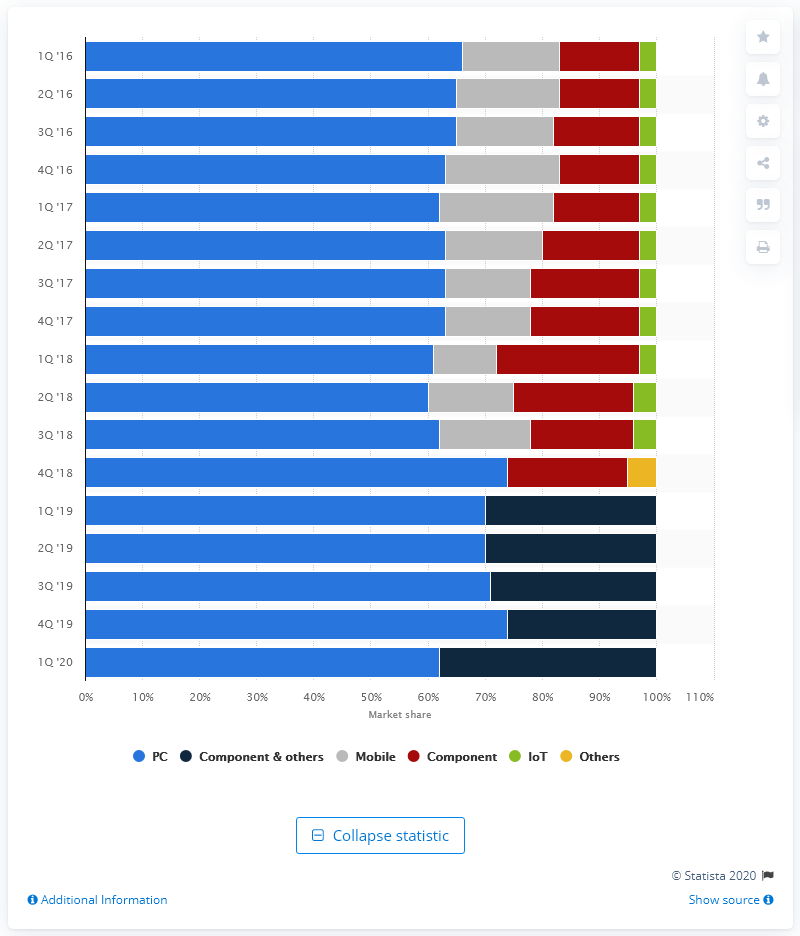 1Q '16
2Q '16
3Q '16
4Q '16
1Q '17
2Q '17
3Q '17
4Q '17
1Q '18
2Q '18
3Q '18
4Q '18
1Q '19
2Q '19
3Q '19
4Q '19
1Q '20
0% 10% 20% 30% 40% 50% 60% 70% 80% 90% 100% 110%
Market share
PC Component & others Mobile Component IoT Others
Collapse statistic
© Statista 2020
Additional Information Show source